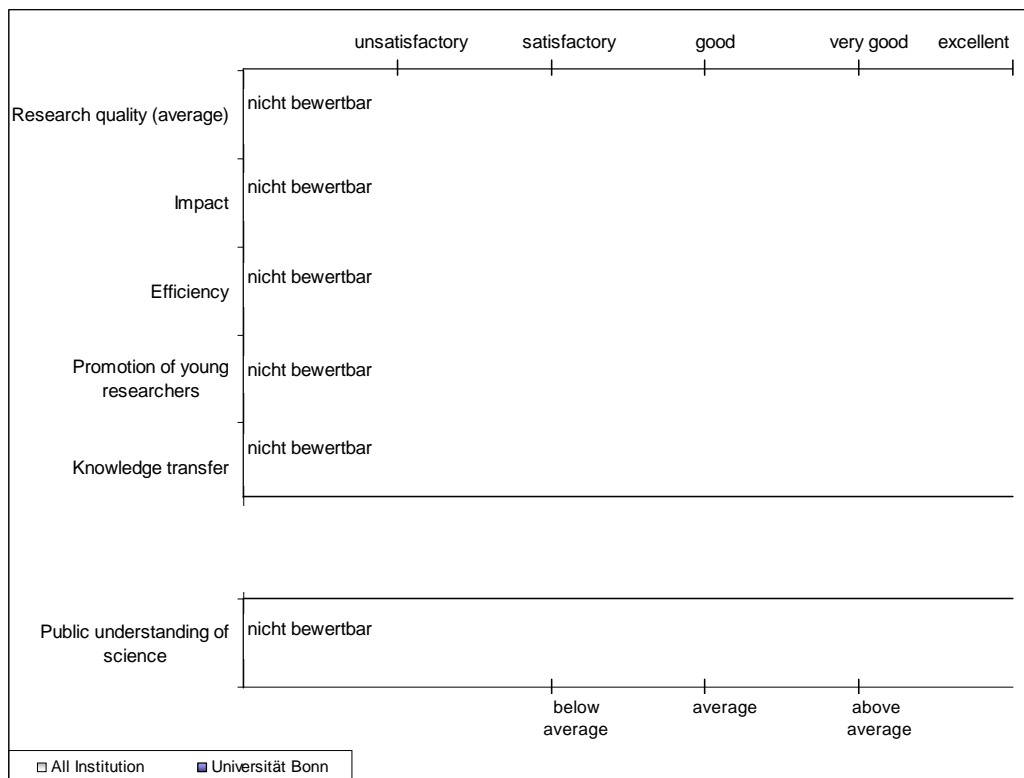 unsatisfactory satisfactory good very good excellent
Research quality (average)
nicht bewertbar
Impact
nicht bewertbar
Efficiency
nicht bewertbar
Promotion of young
researchers
nicht bewertbar
Knowledge transfer
nicht bewertbar
Public understanding of
science
nicht bewertbar
below
average
average
above
average
All Institution Universität Bonn